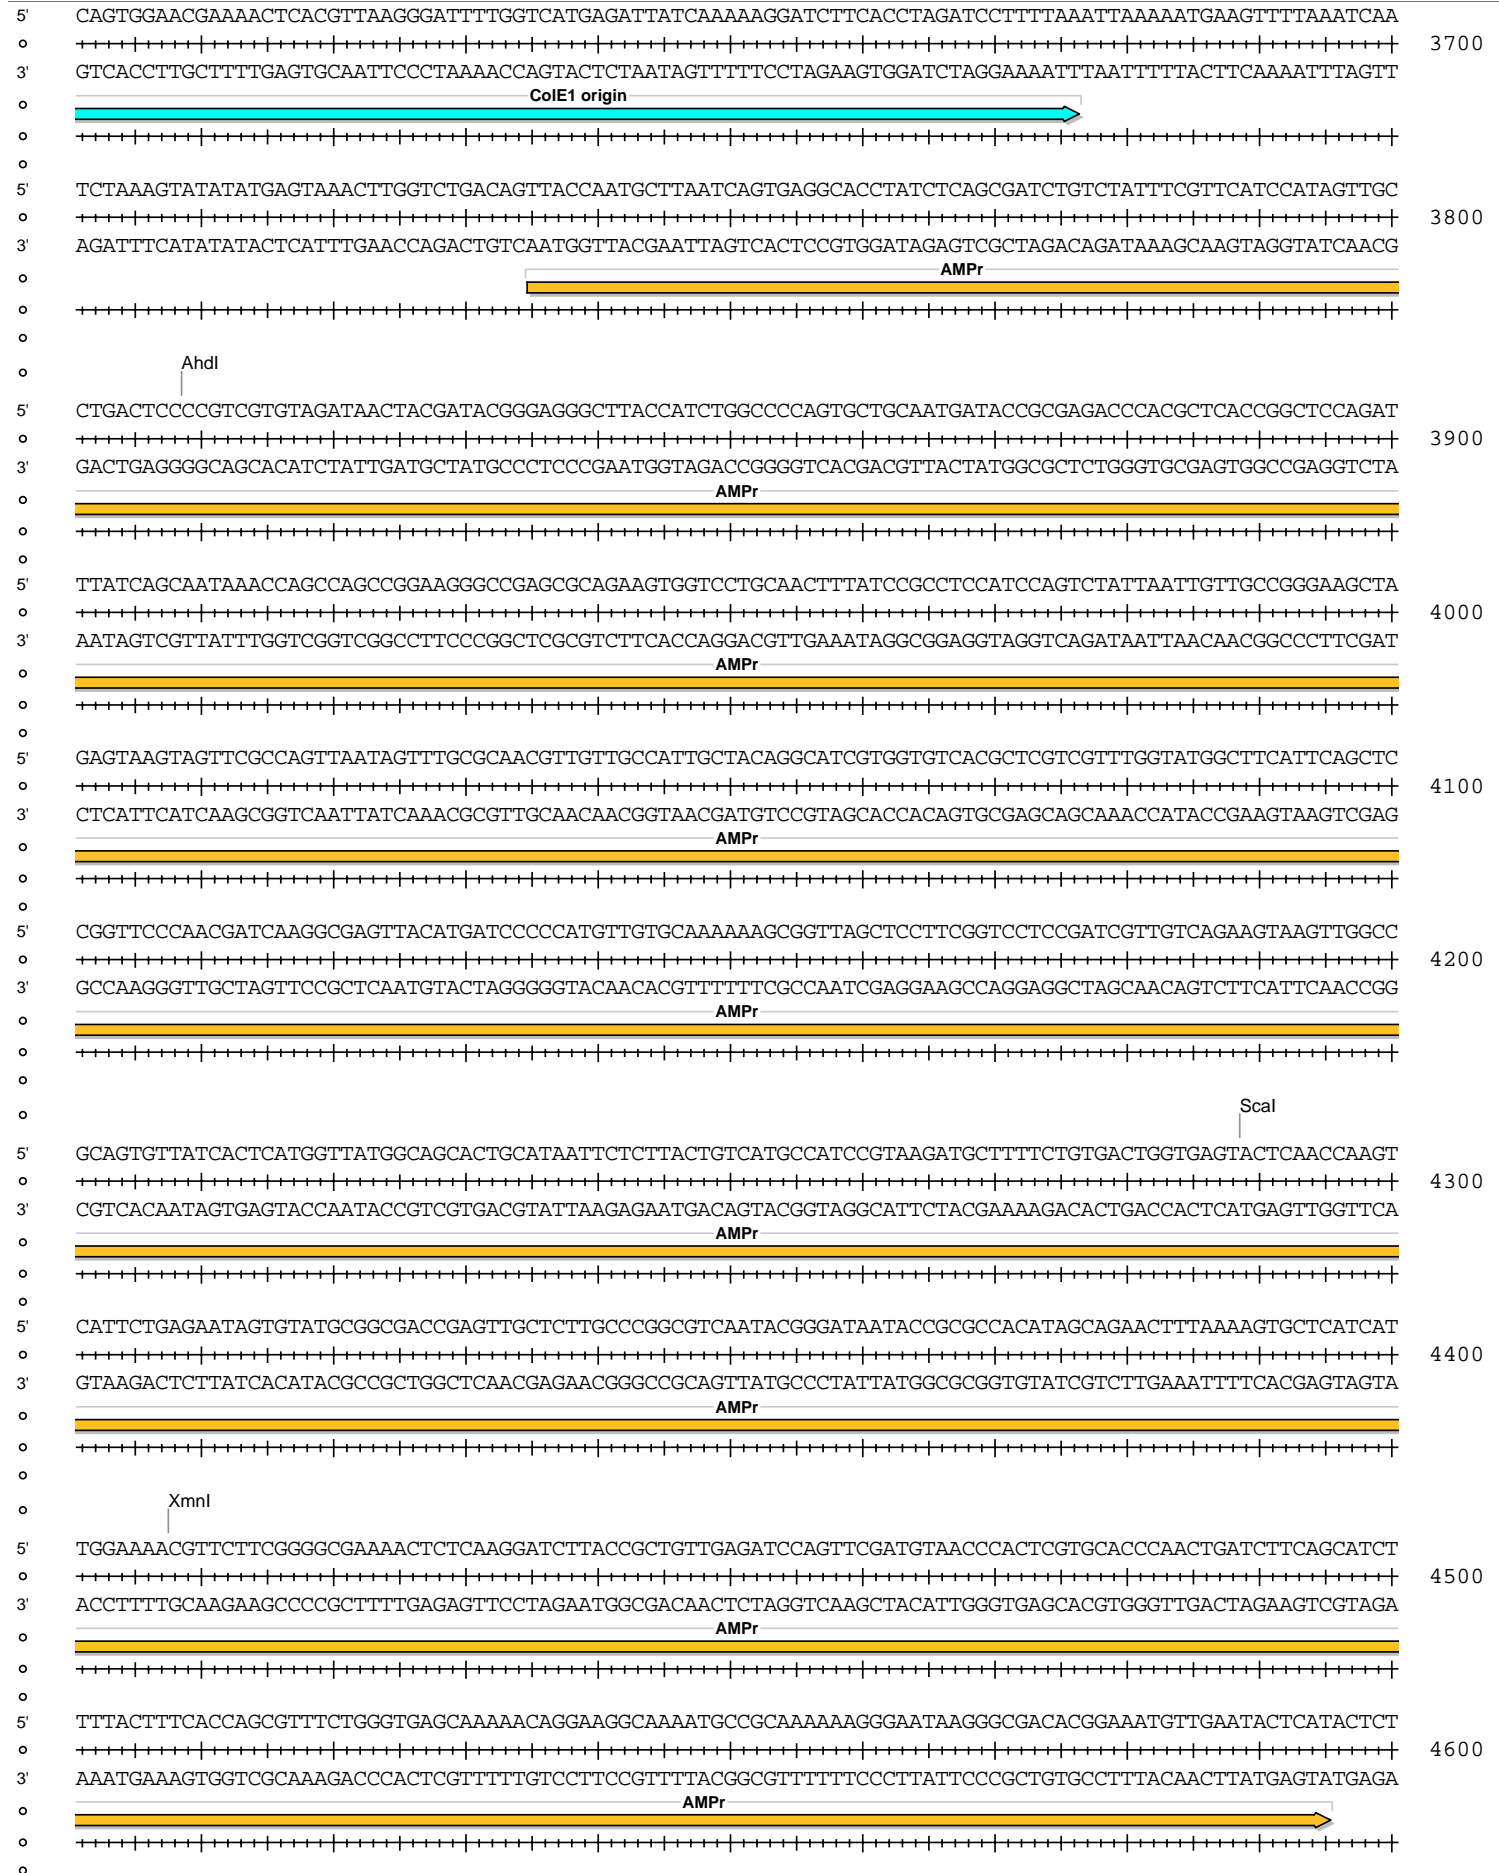 5' CAGTGGAACGAAAACTCACGTTAAGGGATTTTGGTCATGAGATTATCAAAAAGGATCTTCACCTAGATCCTTTTAAATTAAAAATGAAGTTTTAAATCAA
3700
3' GTCACCTTGCTTTTGAGTGCAATTCCCTAAAACCAGTACTCTAATAGTTTTTCCTAGAAGTGGATCTAGGAAAATTTAATTTTTACTTCAAAATTTAGTT
ColE1 origin
5' TCTAAAGTATATATGAGTAAACTTGGTCTGACAGTTACCAATGCTTAATCAGTGAGGCACCTATCTCAGCGATCTGTCTATTTCGTTCATCCATAGTTGC
3800
3' AGATTTCATATATACTCATTTGAACCAGACTGTCAATGGTTACGAATTAGTCACTCCGTGGATAGAGTCGCTAGACAGATAAAGCAAGTAGGTATCAACG
AMPr
AhdI
5' CTGACTCCCCGTCGTGTAGATAACTACGATACGGGAGGGCTTACCATCTGGCCCCAGTGCTGCAATGATACCGCGAGACCCACGCTCACCGGCTCCAGAT
3900
3' GACTGAGGGGCAGCACATCTATTGATGCTATGCCCTCCCGAATGGTAGACCGGGGTCACGACGTTACTATGGCGCTCTGGGTGCGAGTGGCCGAGGTCTA
AMPr
5' TTATCAGCAATAAACCAGCCAGCCGGAAGGGCCGAGCGCAGAAGTGGTCCTGCAACTTTATCCGCCTCCATCCAGTCTATTAATTGTTGCCGGGAAGCTA
4000
3' AATAGTCGTTATTTGGTCGGTCGGCCTTCCCGGCTCGCGTCTTCACCAGGACGTTGAAATAGGCGGAGGTAGGTCAGATAATTAACAACGGCCCTTCGAT
AMPr
5' GAGTAAGTAGTTCGCCAGTTAATAGTTTGCGCAACGTTGTTGCCATTGCTACAGGCATCGTGGTGTCACGCTCGTCGTTTGGTATGGCTTCATTCAGCTC
4100
3' CTCATTCATCAAGCGGTCAATTATCAAACGCGTTGCAACAACGGTAACGATGTCCGTAGCACCACAGTGCGAGCAGCAAACCATACCGAAGTAAGTCGAG
AMPr
5' CGGTTCCCAACGATCAAGGCGAGTTACATGATCCCCCATGTTGTGCAAAAAAGCGGTTAGCTCCTTCGGTCCTCCGATCGTTGTCAGAAGTAAGTTGGCC
4200
3' GCCAAGGGTTGCTAGTTCCGCTCAATGTACTAGGGGGTACAACACGTTTTTTCGCCAATCGAGGAAGCCAGGAGGCTAGCAACAGTCTTCATTCAACCGG
AMPr
ScaI
5' GCAGTGTTATCACTCATGGTTATGGCAGCACTGCATAATTCTCTTACTGTCATGCCATCCGTAAGATGCTTTTCTGTGACTGGTGAGTACTCAACCAAGT
4300
3' CGTCACAATAGTGAGTACCAATACCGTCGTGACGTATTAAGAGAATGACAGTACGGTAGGCATTCTACGAAAAGACACTGACCACTCATGAGTTGGTTCA
AMPr
5' CATTCTGAGAATAGTGTATGCGGCGACCGAGTTGCTCTTGCCCGGCGTCAATACGGGATAATACCGCGCCACATAGCAGAACTTTAAAAGTGCTCATCAT
4400
3' GTAAGACTCTTATCACATACGCCGCTGGCTCAACGAGAACGGGCCGCAGTTATGCCCTATTATGGCGCGGTGTATCGTCTTGAAATTTTCACGAGTAGTA
AMPr
XmnI
5' TGGAAAACGTTCTTCGGGGCGAAAACTCTCAAGGATCTTACCGCTGTTGAGATCCAGTTCGATGTAACCCACTCGTGCACCCAACTGATCTTCAGCATCT
4500
3' ACCTTTTGCAAGAAGCCCCGCTTTTGAGAGTTCCTAGAATGGCGACAACTCTAGGTCAAGCTACATTGGGTGAGCACGTGGGTTGACTAGAAGTCGTAGA
AMPr
5' TTTACTTTCACCAGCGTTTCTGGGTGAGCAAAAACAGGAAGGCAAAATGCCGCAAAAAAGGGAATAAGGGCGACACGGAAATGTTGAATACTCATACTCT
4600
3' AAATGAAAGTGGTCGCAAAGACCCACTCGTTTTTGTCCTTCCGTTTTACGGCGTTTTTTCCCTTATTCCCGCTGTGCCTTTACAACTTATGAGTATGAGA
AMPr